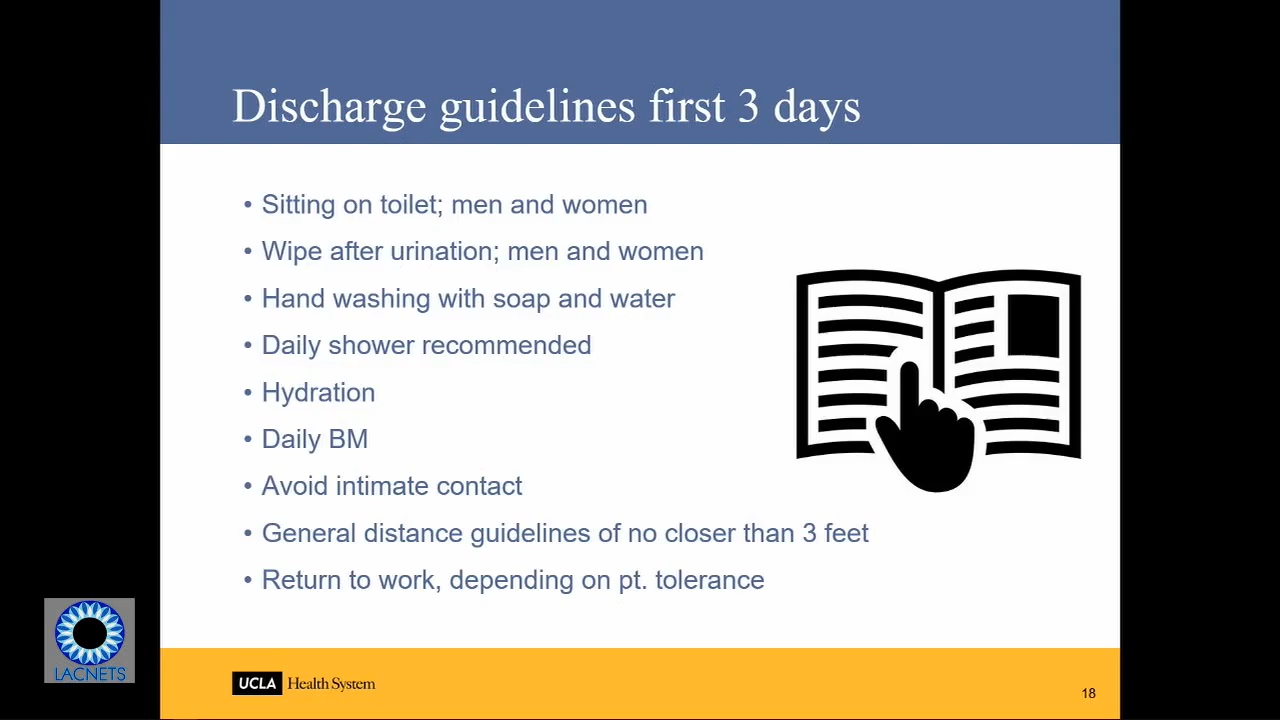 Discharge guidelines first 3 days
• Sitting on toilet; men and women
• Wipe after urination; men and women
• Hand washing with soap and water
• Daily shower recommended
• Hydration
• Daily BM
• Avoid intimate contact
• General distance guidelines of no closer than 3 feet
• Return to work, depending on pt. tolerance
LACNETS
UCLA Health System
18